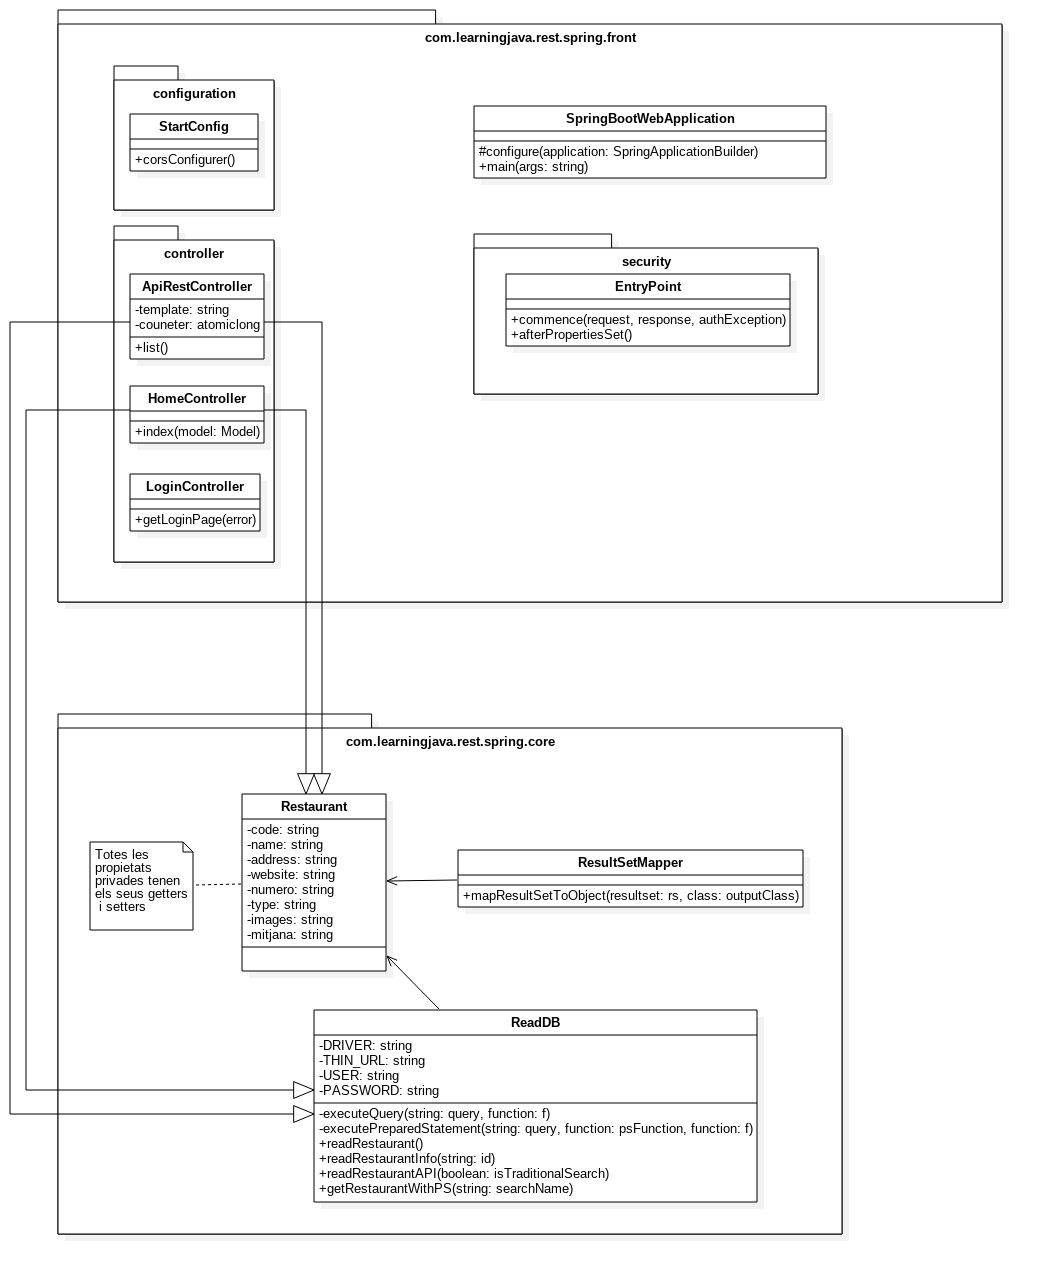 com.learningjava.rest.spring.front
configuration
StartConfig
+corsConfigurer()
SpringBootWebApplication
#configure(application: SpringApplicationBuilder)
+main(args: string)
controller
ApiRestController
-template: string
-couneter: atomiclong
+list()
HomeController
+index(model: Model)
LoginController
+getLoginPage(error)
security
EntryPoint
+commence(request, response, authException)
+afterPropertiesSet()
com.learningjava.rest.spring.core
Restaurant
-code: string
-name: string
-address: string
-website: string
-numero: string
-type: string
-images: string
-mitjana: string
Totes les
propietats
privades tenen
els seus getters
i setters
ResultSetMapper
+mapResultSetToObject(resultset: rs, class: outputClass)
ReadDB
-DRIVER: string
-THIN_URL: string
-USER: string
-PASSWORD: string
-executeQuery(string: query, function: f)
-executePreparedStatement(string: query, function: psFunction, function: f)
+readRestaurant()
+readRestaurantInfo(string: id)
+readRestaurantAPI(boolean: isTraditionalSearch)
+getRestaurantWithPS(string: searchName)